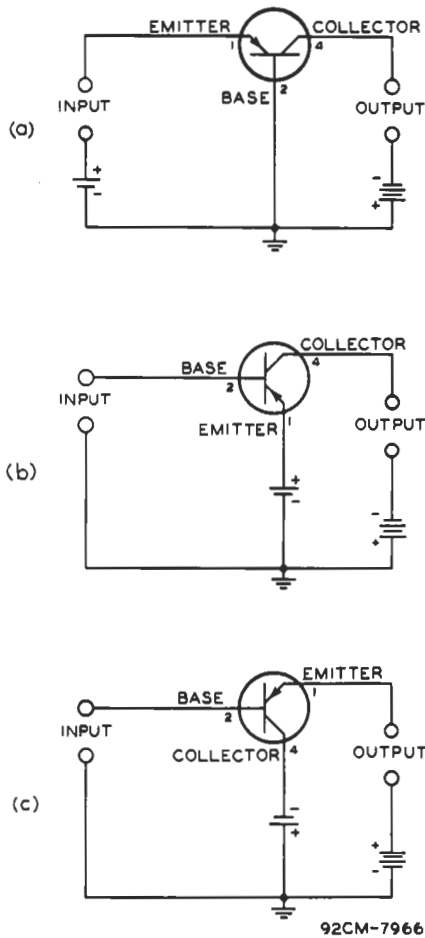 EMITTER
COLLECTOR
1
4
INPUT
BASE
2
OUTPUT
(a)
+
-
-
+
COLLECTOR
4
BASE
2
INPUT
EMITTER
1
OUTPUT
(b)
+
-
-
+
EMITTER
1
BASE
2
INPUT
COLLECTOR
4
OUTPUT
(c)
-
+
+
-
92CM-7966